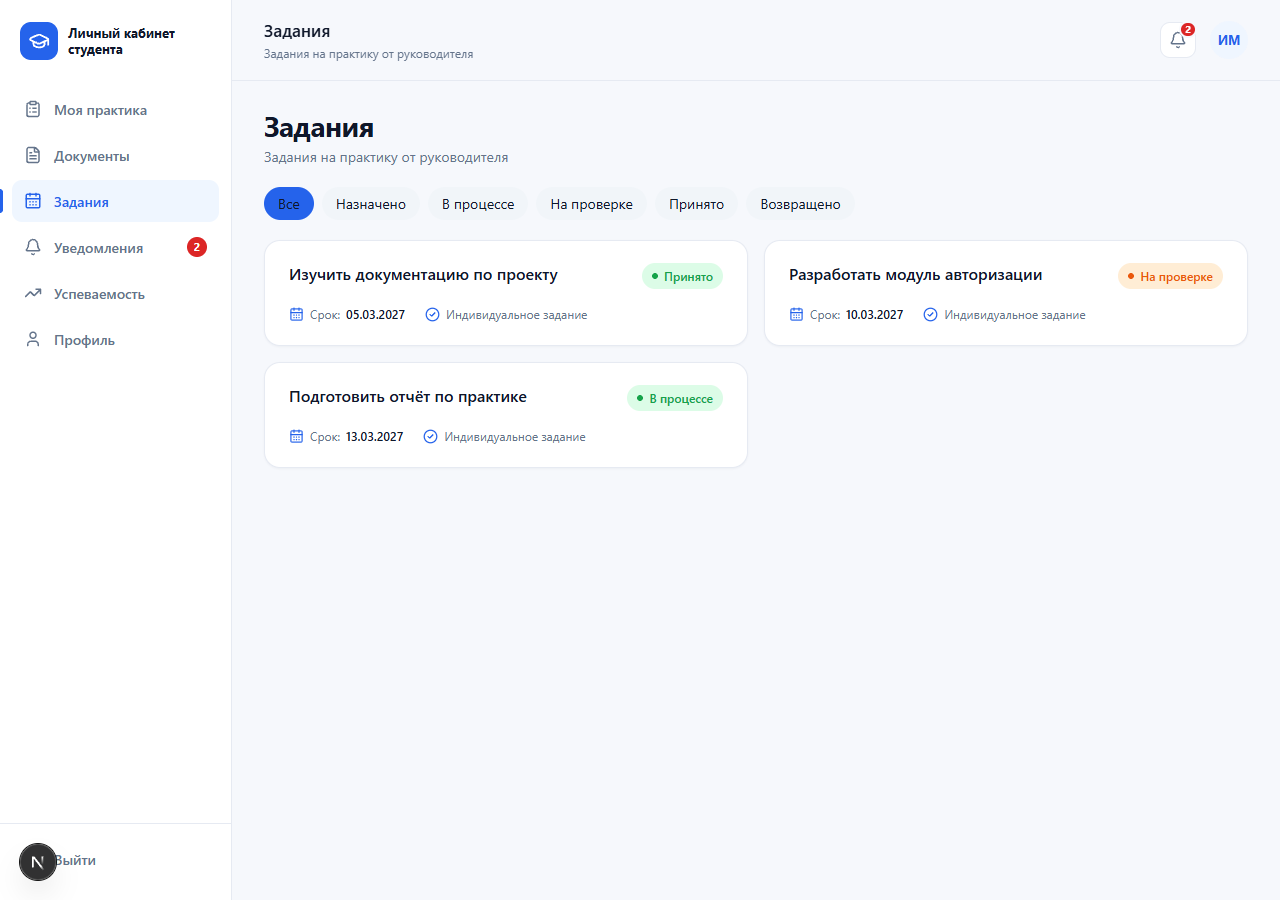 Личный кабинет
студента
Моя практика
Документы
Задания
Уведомления 2
Успеваемость
Профиль
N Выйти
Задания
Задания на практику от руководителя
2
ИМ
Задания
Задания на практику от руководителя
Все Назначено В процессе На проверке Принято Возвращено
Изучить документацию по проекту Принято
Срок: 05.03.2027 Индивидуальное задание
Разработать модуль авторизации На проверке
Срок: 10.03.2027 Индивидуальное задание
Подготовить отчёт по практике В процессе
Срок: 13.03.2027 Индивидуальное задание